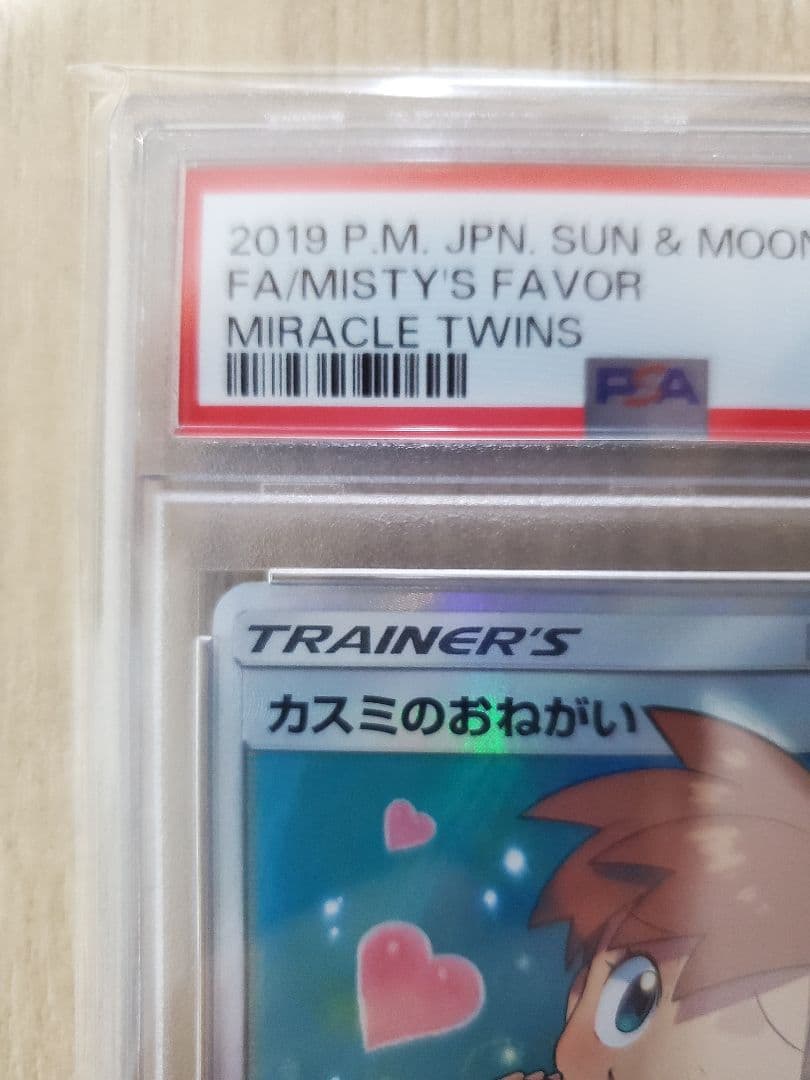 2019 P.M. JPN. SUN & MOON
FA/MISTY'S FAVOR
MIRACLE TWINS
PSA
TRAINER'S
カスミのおねがい